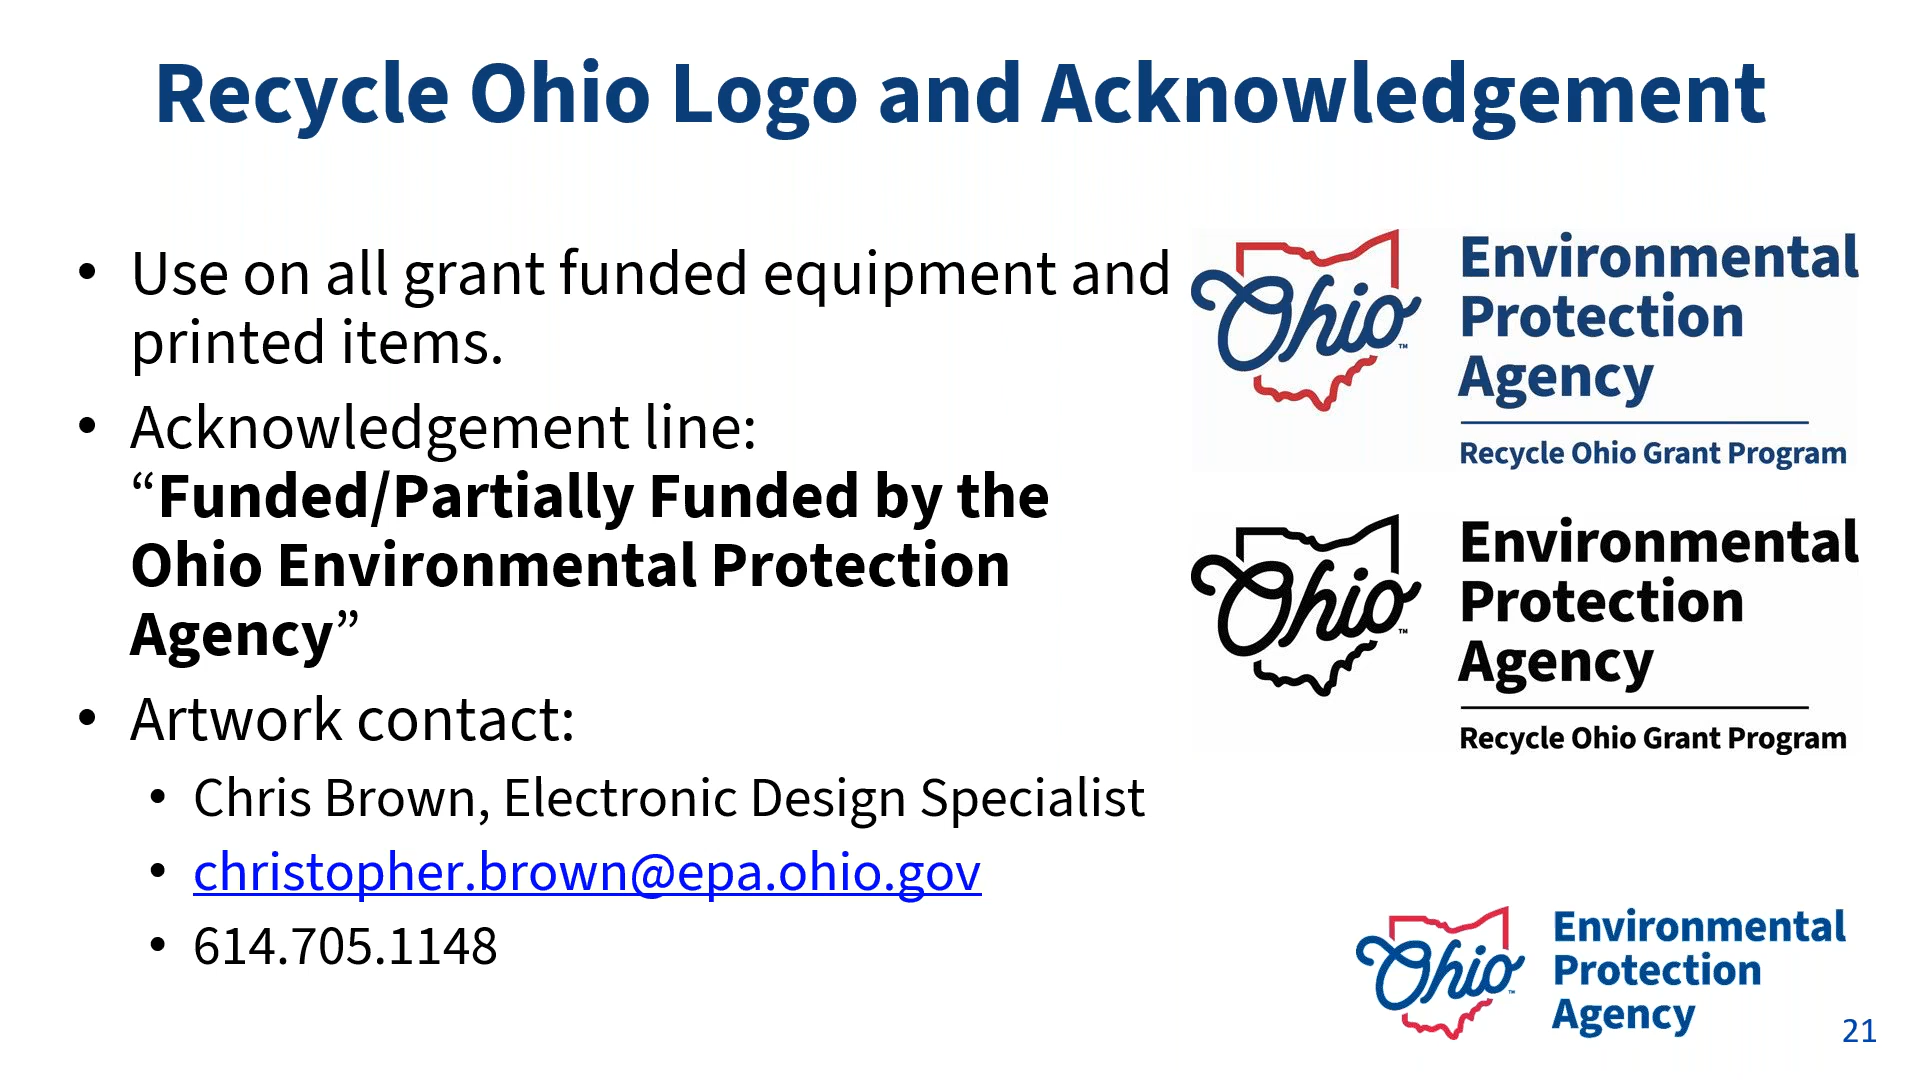 Recycle Ohio Logo and Acknowledgement
• Use on all grant funded equipment and
printed items.
• Acknowledgement line:
“Funded/Partially Funded by the
Ohio Environmental Protection
Agency”
• Artwork contact:
• Chris Brown, Electronic Design Specialist
• christopher.brown@epa.ohio.gov
• 614.705.1148
Ohio™
Environmental
Protection
Agency
Recycle Ohio Grant Program
Ohio™
Environmental
Protection
Agency
Recycle Ohio Grant Program
Ohio™
Environmental
Protection
Agency
21